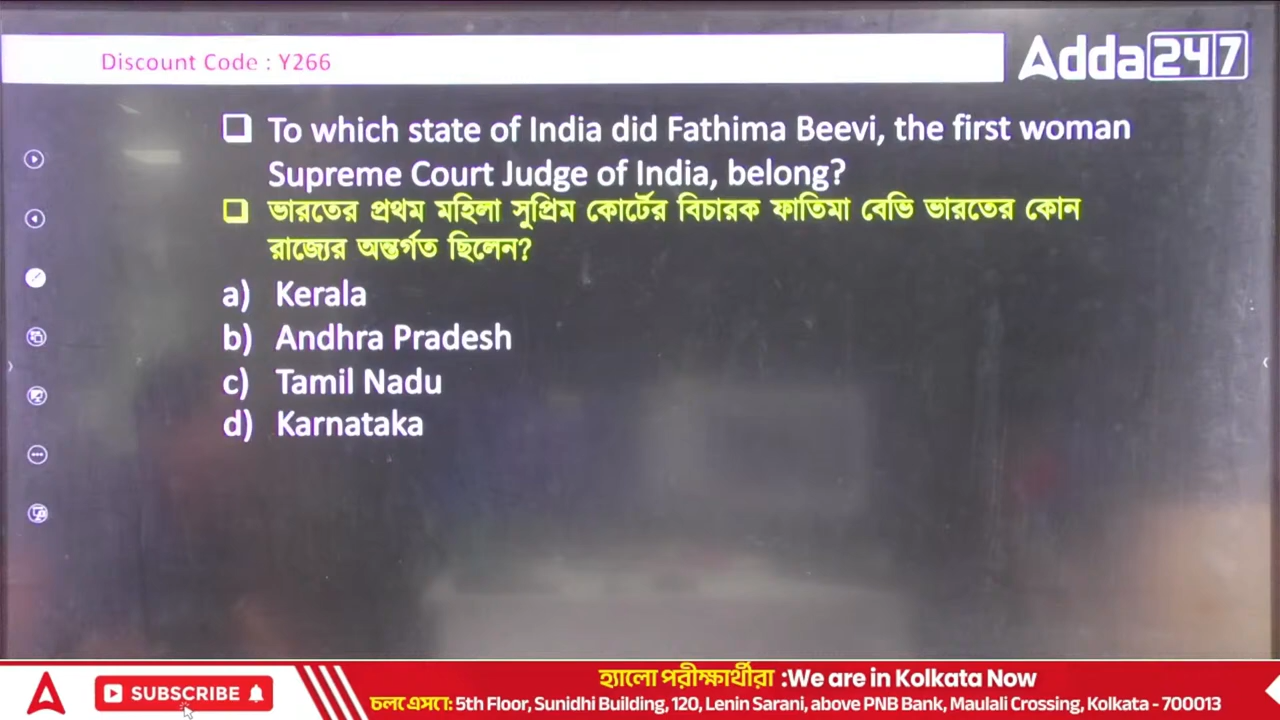 Discount Code : Y266
Adda247
To which state of India did Fathima Beevi, the first woman
Supreme Court Judge of India, belong?
ভারতের প্রথম মহিলা সুপ্রিম কোর্টের বিচারক ফাতিমা বেভি ভারতের কোন
রাজ্যের অন্তর্গত ছিলেন?
a) Kerala
b) Andhra Pradesh
c) Tamil Nadu
d) Karnataka
SUBSCRIBE
হ্যালো পরীক্ষার্থীরা :We are in Kolkata Now
চলে এসো: 5th Floor, Sunidhi Building, 120, Lenin Sarani, above PNB Bank, Maulali Crossing, Kolkata - 700013